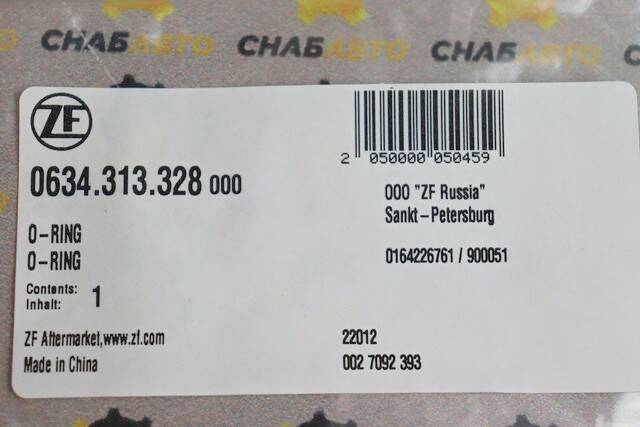 СНАБАВТО СНАБАВТО СНАБАВТО
ZF
0634.313.328 000
2 050000 050459
O-RING
O-RING
000 "ZF Russia"
Sankt-Petersburg
0164226761 / 900051
Contents:
Inhalt: 1
ZF Aftermarket,www.zf.com
Made in China
22012
002 7092 393